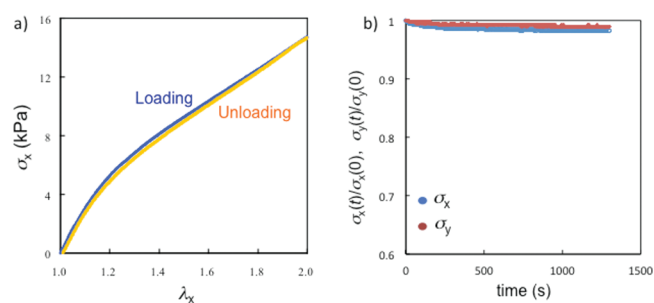 a)
16
12
8
4
0
σx (kPa)
Loading
Unloading
1.0 1.2 1.4 1.6 1.8 2.0
λx
b)
1
0.9
0.8
0.7
0.6
σx(t)/σx(0), σy(t)/σy(0)
σx
σy
0 500 1000 1500
time (s)